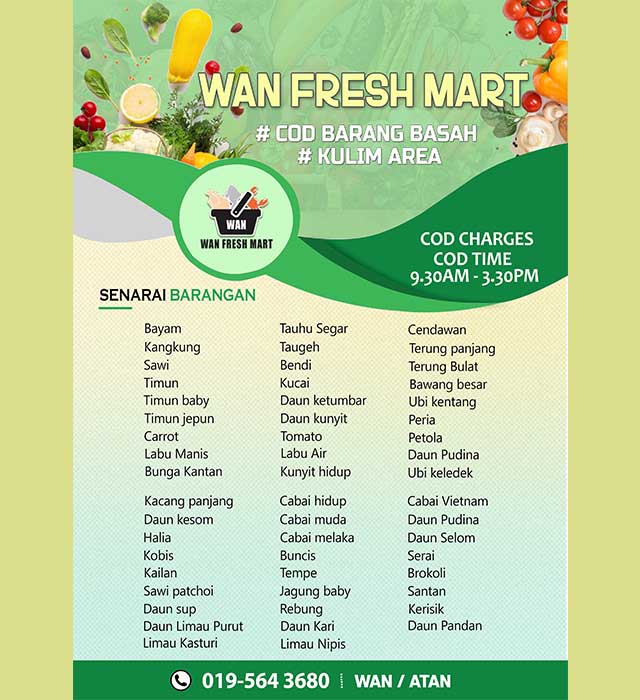 WAN FRESH MART
# COD BARANG BASAH
# KULIM AREA
WAN
WAN FRESH MART
COD CHARGES
COD TIME
9.30AM - 3.30PM
SENARAI BARANGAN
Bayam
Kangkung
Sawi
Timun
Timun baby
Timun jepun
Carrot
Labu Manis
Bunga Kantan
Tauhu Segar
Taugeh
Bendi
Kucai
Daun ketumbar
Daun kunyit
Tomato
Labu Air
Kunyit hidup
Cendawan
Terung panjang
Terung Bulat
Bawang besar
Ubi kentang
Peria
Petola
Daun Pudina
Ubi keledek
Kacang panjang
Daun kesom
Halia
Kobis
Kailan
Sawi patchoi
Daun sup
Daun Limau Purut
Limau Kasturi
Cabai hidup
Cabai muda
Cabai melaka
Buncis
Tempe
Jagung baby
Rebung
Daun Kari
Limau Nipis
Cabai Vietnam
Daun Pudina
Daun Selom
Serai
Brokoli
Santan
Kerisik
Daun Pandan
019-564 3680 WAN / ATAN